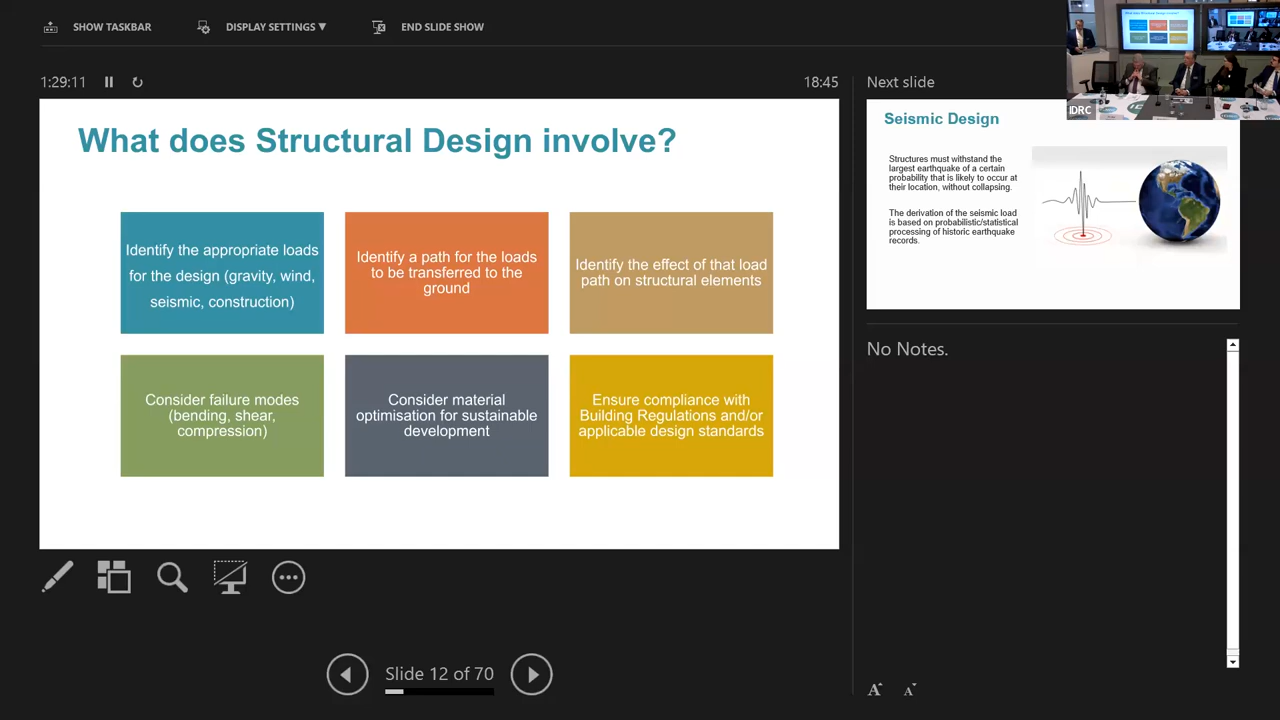 SHOW TASKBAR
DISPLAY SETTINGS ▼
END SLIDE SHOW
1:29:11
18:45
What does Structural Design involve?
Identify the appropriate loads
for the design (gravity, wind,
seismic, construction)
Identify a path for the loads
to be transferred to the
ground
Identify the effect of that load
path on structural elements
Consider failure modes
(bending, shear,
compression)
Consider material
optimisation for sustainable
development
Ensure compliance with
Building Regulations and/or
applicable design standards
Slide 12 of 70
Next slide
IDRC
Seismic Design
Structures must withstand the
largest earthquake of a certain
probability that is likely to occur at
their location, without collapsing.
The derivation of the seismic load
is based on probabilistic/statistical
processing of historic earthquake
records.
No Notes.
A
A